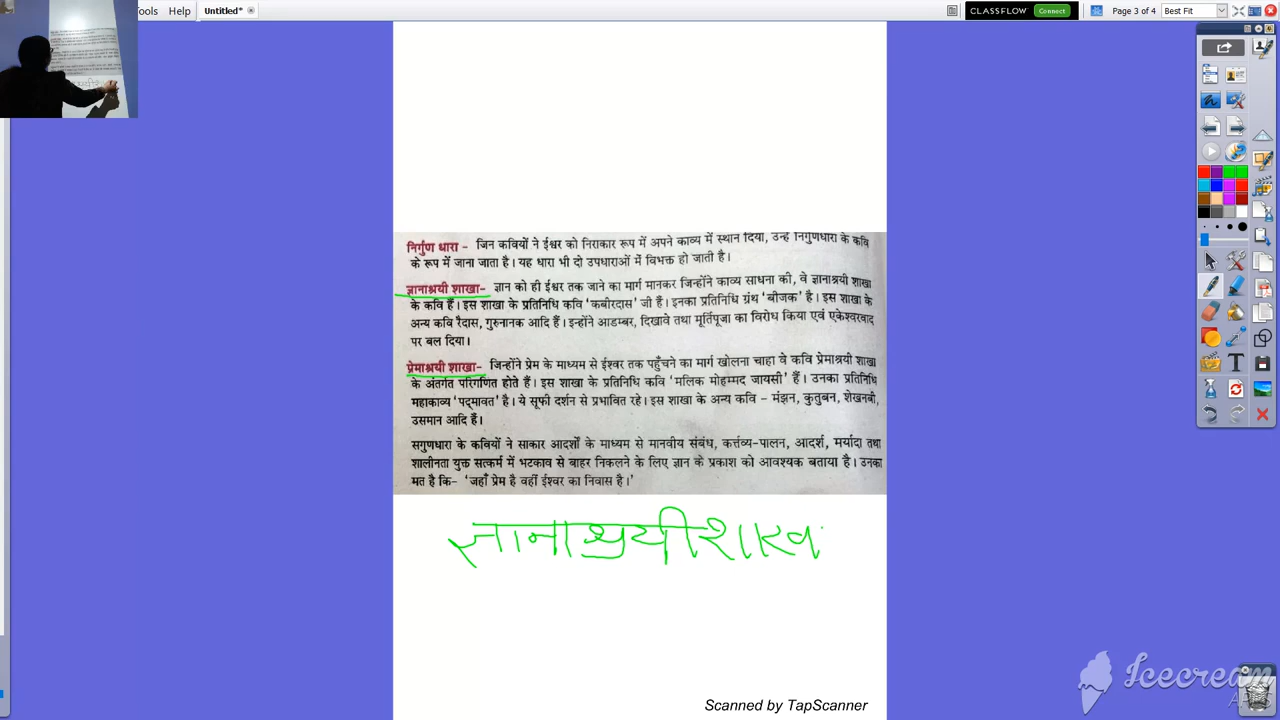 Tools Help Untitled*
CLASSFLOW Connect Page 3 of 4 Best Fit
निर्गुण धारा - जिन कवियों ने ईश्वर को निराकार रूप में अपने काव्य में स्थान दिया, उन्हें निर्गुणधारा के कवि
के रूप में जाना जाता है। यह धारा भी दो उपधाराओं में विभक्त हो जाती है।
ज्ञानाश्रयी शाखा- ज्ञान को ही ईश्वर तक जाने का मार्ग मानकर जिन्होंने काव्य साधना की, वे ज्ञानाश्रयी शाखा
के कवि हैं। इस शाखा के प्रतिनिधि कवि 'कबीरदास' जी हैं। इनका प्रतिनिधि ग्रंथ 'बीजक' है। इस शाखा के
अन्य कवि रैदास, गुरुनानक आदि हैं। इन्होंने आडम्बर, दिखावे तथा मूर्तिपूजा का विरोध किया एवं एकेश्वरवाद
पर बल दिया।
प्रेमाश्रयी शाखा- जिन्होंने प्रेम के माध्यम से ईश्वर तक पहुँचने का मार्ग खोलना चाहा वे कवि प्रेमाश्रयी शाखा
के अंतर्गत परिगणित होते हैं। इस शाखा के प्रतिनिधि कवि 'मलिक मोहम्मद जायसी' हैं। उनका प्रतिनिधि
महाकाव्य 'पद्मावत' है। ये सूफी दर्शन से प्रभावित रहे। इस शाखा के अन्य कवि - मंझन, कुतुबन, शेखनबी,
उसमान आदि हैं।
सगुणधारा के कवियों ने साकार आदर्शों के माध्यम से मानवीय संबंध, कर्त्तव्य-पालन, आदर्श, मर्यादा तथा
शालीनता युक्त सत्कर्म में भटकाव से बाहर निकलने के लिए ज्ञान के प्रकाश को आवश्यक बताया है। उनका
मत है कि- 'जहाँ प्रेम है वहीं ईश्वर का निवास है।'
ज्ञानाश्रयी शाख
Scanned by TapScanner
Icecream
APPS